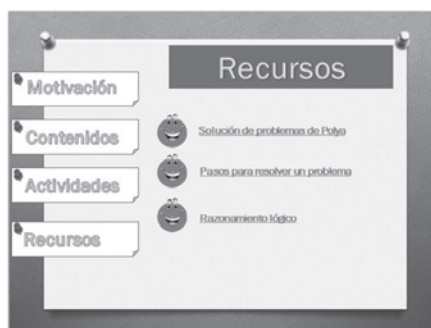 Recursos
Motivación
Contenidos
Actividades
Recursos
Solución de problemas de Polya
Pasos para resolver un problema
Razonamiento lógico